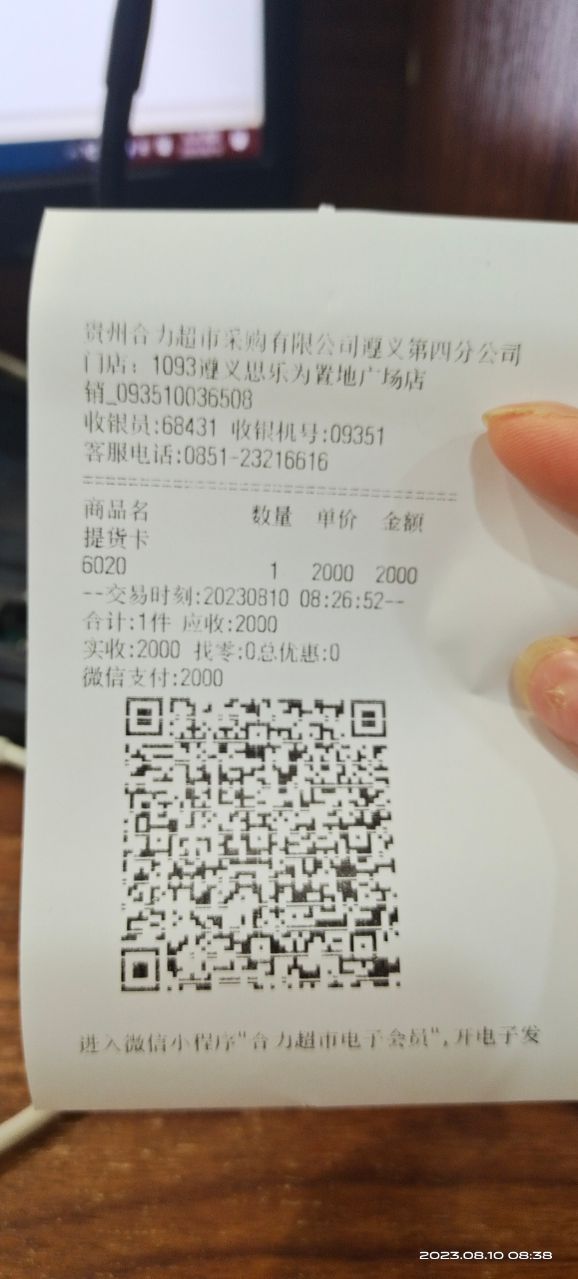 贵州合力超市采购有限公司遵义第四分公司
门店：1093遵义思乐为置地广场店
销_093510036508
收银员:68431 收银机号:09351
客服电话:0851-23216616
==================================
商品名 数量 单价 金额
提货卡
6020 1 2000 2000
--交易时刻:20230810 08:26:52--
合计:1件 应收:2000
实收:2000 找零:0总优惠:0
微信支付:2000
进入微信小程序"合力超市电子会员",开电子发
2023.08.10 08:38